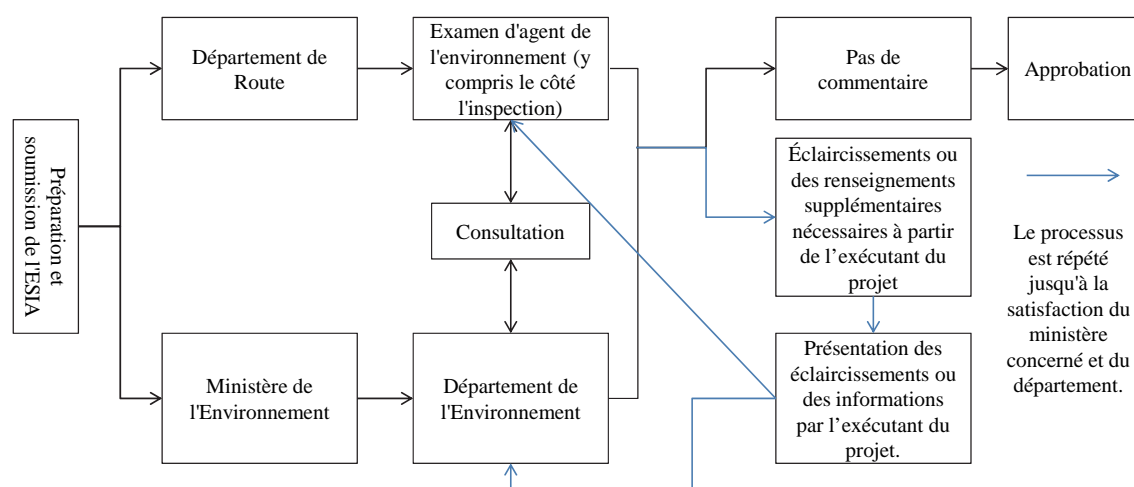 Préparation et
soumission de l'ESIA
Département de
Route
Examen d'agent de
l'environnement (y
compris le côté
l'inspection)
Consultation
Ministère de
l'Environnement
Département de
l'Environnement
Pas de
commentaire
Approbation
Éclaircissements ou
des renseignements
supplémentaires
nécessaires à partir
de l’exécutant du
projet
Présentation des
éclaircissements ou
des informations
par l’exécutant du
projet.
Le processus
est répété
jusqu'à la
satisfaction du
ministère
concerné et du
département.